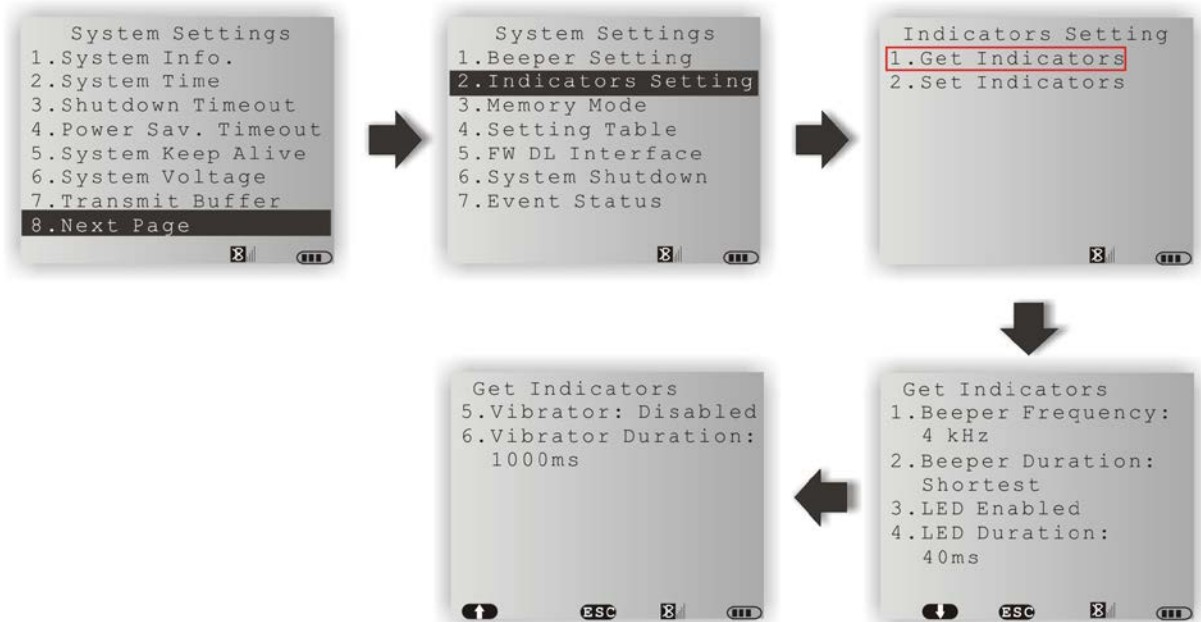 System Settings
1.System Info.
2.System Time
3.Shutdown Timeout
4.Power Sav. Timeout
5.System Keep Alive
6.System Voltage
7.Transmit Buffer
8.Next Page
System Settings
1.Beeper Setting
2.Indicators Setting
3.Memory Mode
4.Setting Table
5.FW DL Interface
6.System Shutdown
7.Event Status
Indicators Setting
1.Get Indicators
2.Set Indicators
Get Indicators
1.Beeper Frequency:
4 kHz
2.Beeper Duration:
Shortest
3.LED Enabled
4.LED Duration:
40ms
ESC
Get Indicators
5.Vibrator: Disabled
6.Vibrator Duration:
1000ms
ESC